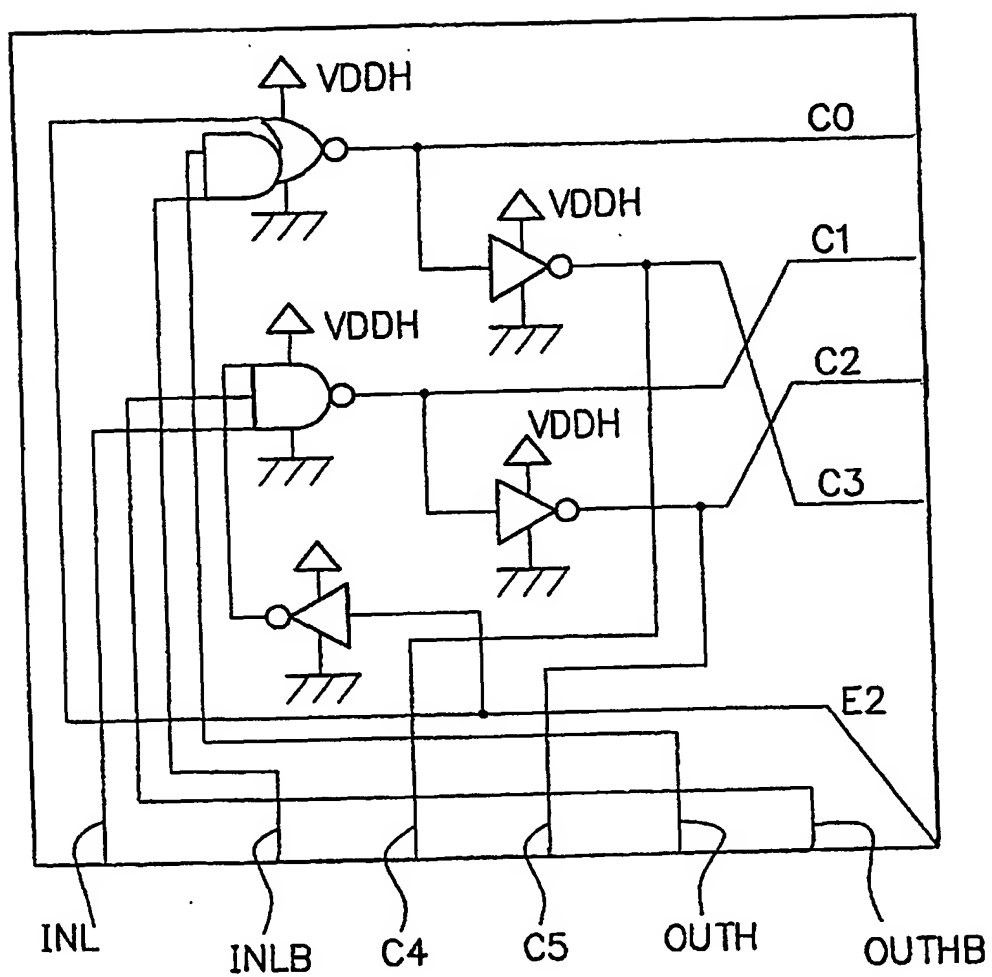 VDDH
C0
VDDH
C1
VDDH
C2
VDDH
C3
E2
INL
INLB
C4
C5
OUTH
OUTHB